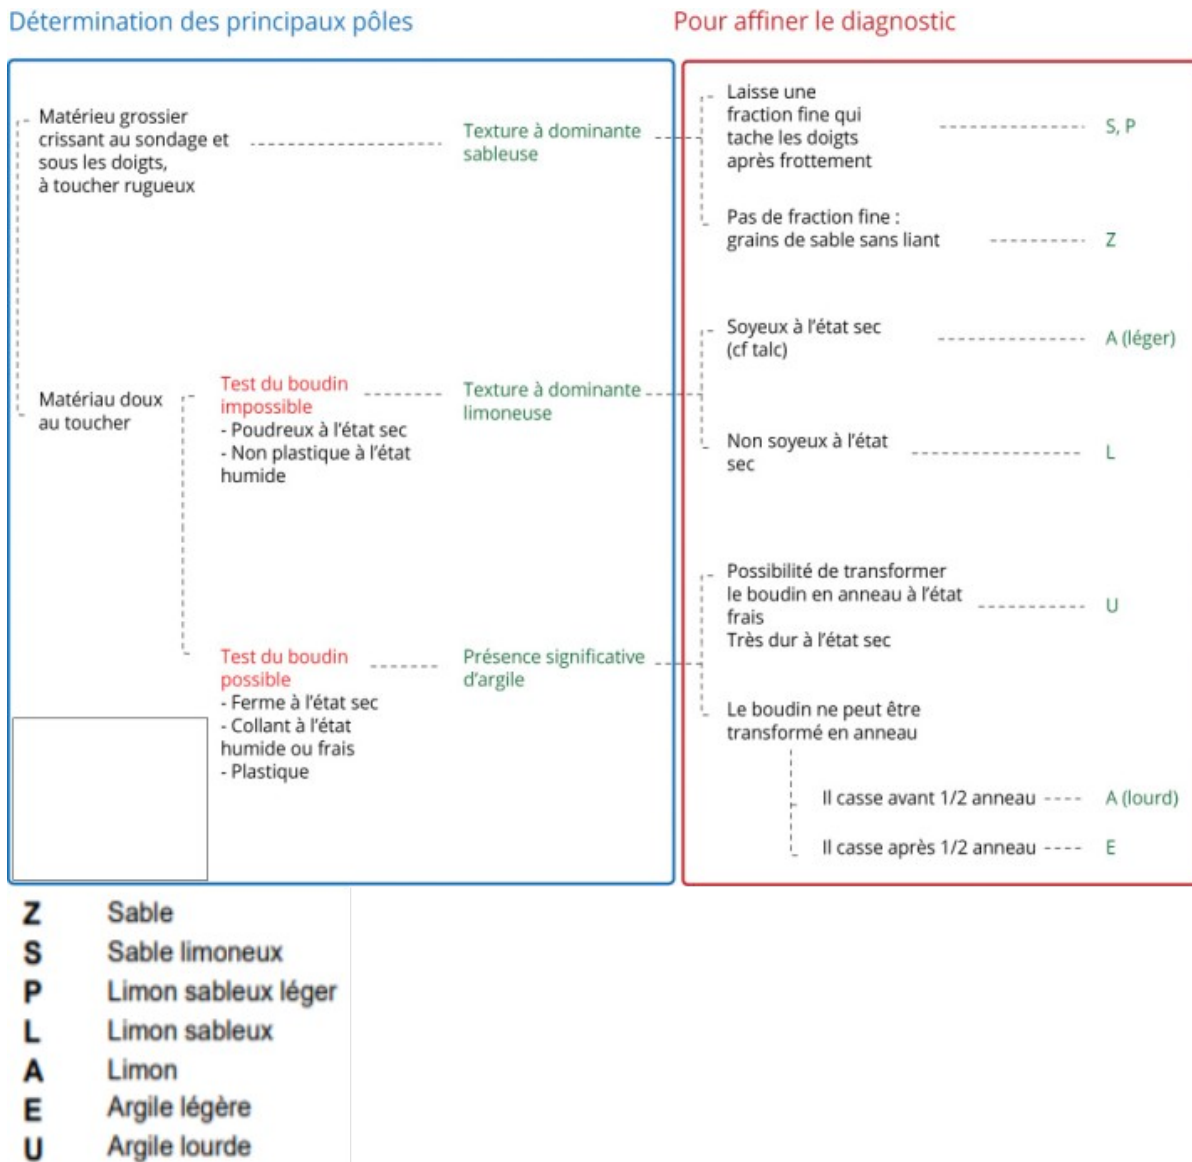 Détermination des principaux pôles
Pour affiner le diagnostic
Matérieu grossier
crissant au sondage et
sous les doigts,
à toucher rugueux
Texture à dominante
sableuse
Laisse une
fraction fine qui
tache les doigts
après frottement
S, P
Pas de fraction fine :
grains de sable sans liant
Z
Matériau doux
au toucher
Test du boudin
impossible
- Poudreux à l'état sec
- Non plastique à l'état
humide
Texture à dominante
limoneuse
Soyeux à l'état sec
(cf talc)
A (léger)
Non soyeux à l'état
sec
L
Test du boudin
possible
- Ferme à l'état sec
- Collant à l'état
humide ou frais
- Plastique
Présence significative
d'argile
Possibilité de transformer
le boudin en anneau à l'état
frais
Très dur à l'état sec
U
Le boudin ne peut être
transformé en anneau
Il casse avant 1/2 anneau
A (lourd)
Il casse après 1/2 anneau
E
Z Sable
S Sable limoneux
P Limon sableux léger
L Limon sableux
A Limon
E Argile légère
U Argile lourde